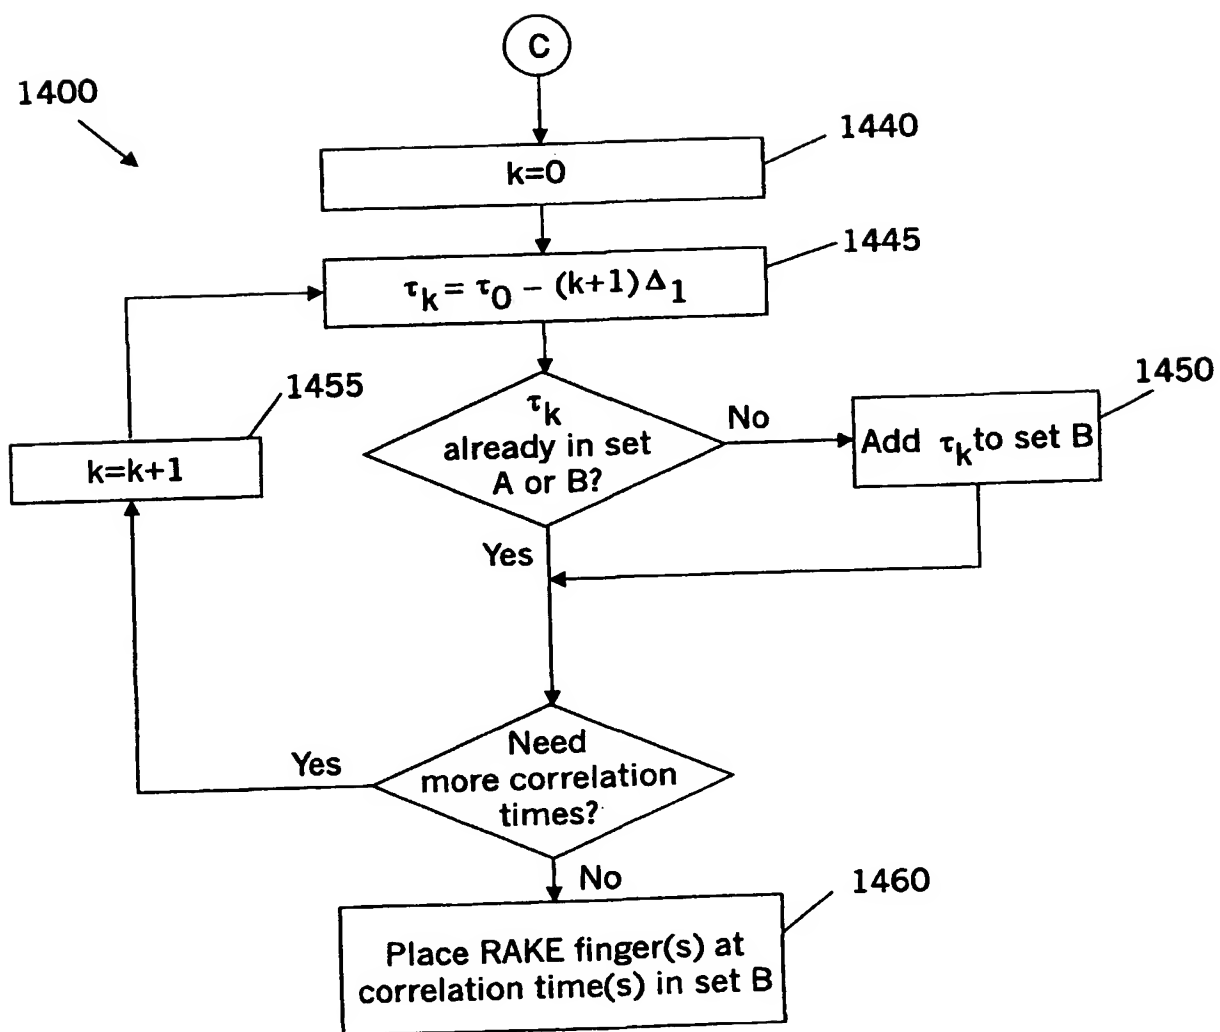 C
1400
1440
k=0
1445
τk = τ0 − (k+1) Δ1
1455
1450
τk
already in set
A or B?
No
Add τk to set B
k=k+1
Yes
Need
more correlation
times?
Yes
No
1460
Place RAKE finger(s) at
correlation time(s) in set B